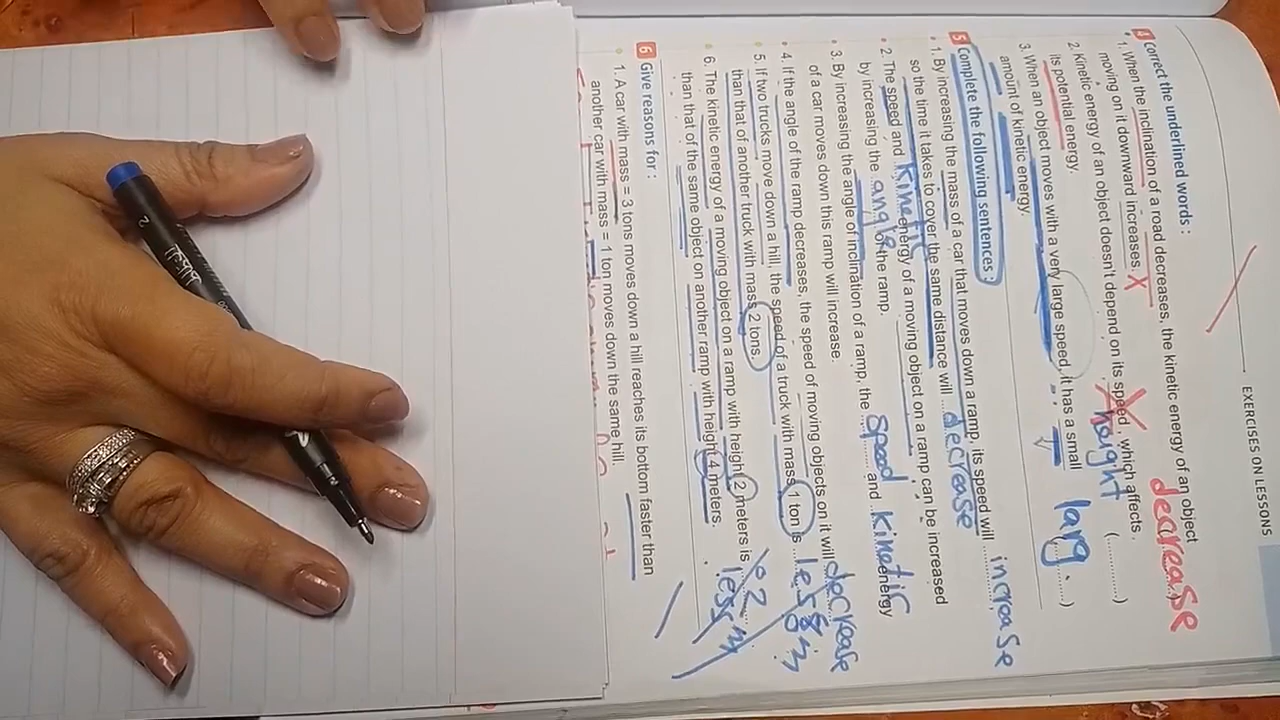 EXERCISES ON LESSONS
4 Correct the underlined words :
1. When the inclination of a road decreases, the kinetic energy of an object
moving on it downward increases. X decrease
2. Kinetic energy of an object doesn't depend on its speed, which affects
its potential energy. height (..........)
3. When an object moves with a very large speed, it has a small
amount of kinetic energy. larg. )
5 Complete the following sentences :
1. By increasing the mass of a car that moves down a ramp, its speed will increase
so the time it takes to cover the same distance will decrease
2. The speed and kinetic energy of a moving object on a ramp can be increased
by increasing the angle of the ramp.
3. By increasing the angle of inclination of a ramp, the speed and kinetic energy
of a car moves down this ramp will increase.
4. If the angle of the ramp decreases, the speed of moving objects on it will decrease
5. If two trucks move down a hill, the speed of a truck with mass 1 ton is less
than that of another truck with mass 2 tons.
6. The kinetic energy of a moving object on a ramp with height 2 meters is less
than that of the same object on another ramp with height 4 meters.
6 Give reasons for :
1. A car with mass = 3 tons moves down a hill reaches its bottom faster than
another car with mass = 1 ton moves down the same hill.